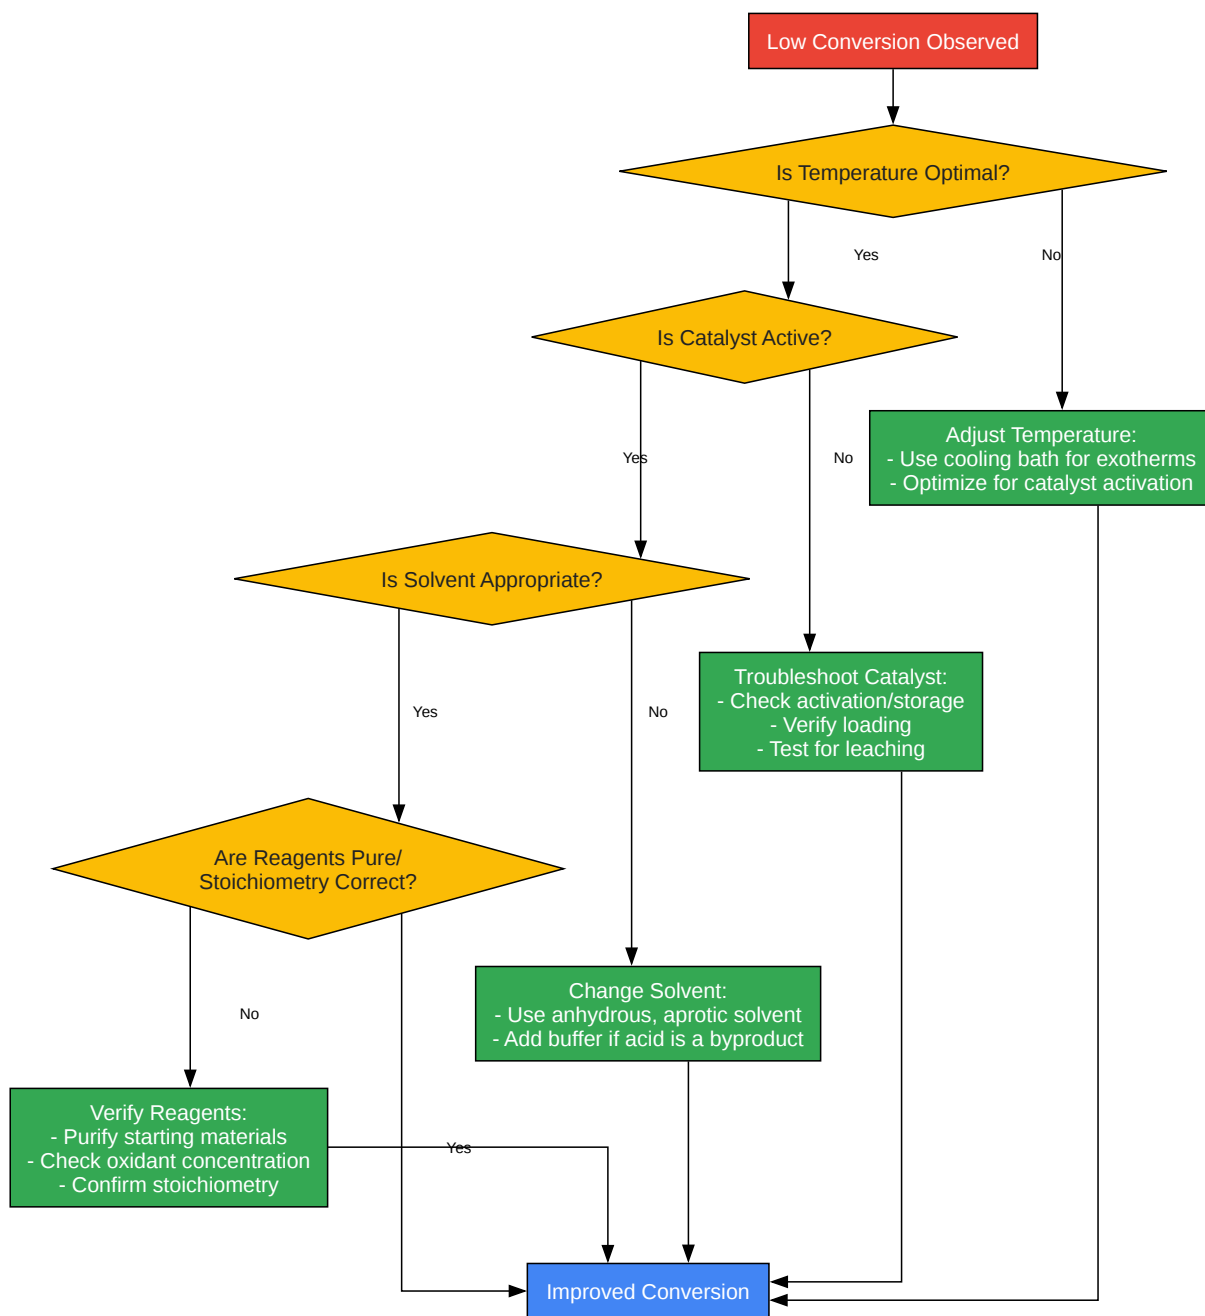 Low Conversion Observed
Is Temperature Optimal?
Yes
No
Is Catalyst Active?
Adjust Temperature:
- Use cooling bath for exotherms
- Optimize for catalyst activation
Yes
No
Is Solvent Appropriate?
Troubleshoot Catalyst:
- Check activation/storage
- Verify loading
- Test for leaching
Yes
No
Are Reagents Pure/
Stoichiometry Correct?
Change Solvent:
- Use anhydrous, aprotic solvent
- Add buffer if acid is a byproduct
No
Verify Reagents:
- Purify starting materials
- Check oxidant concentration
- Confirm stoichiometry
Yes
Improved Conversion